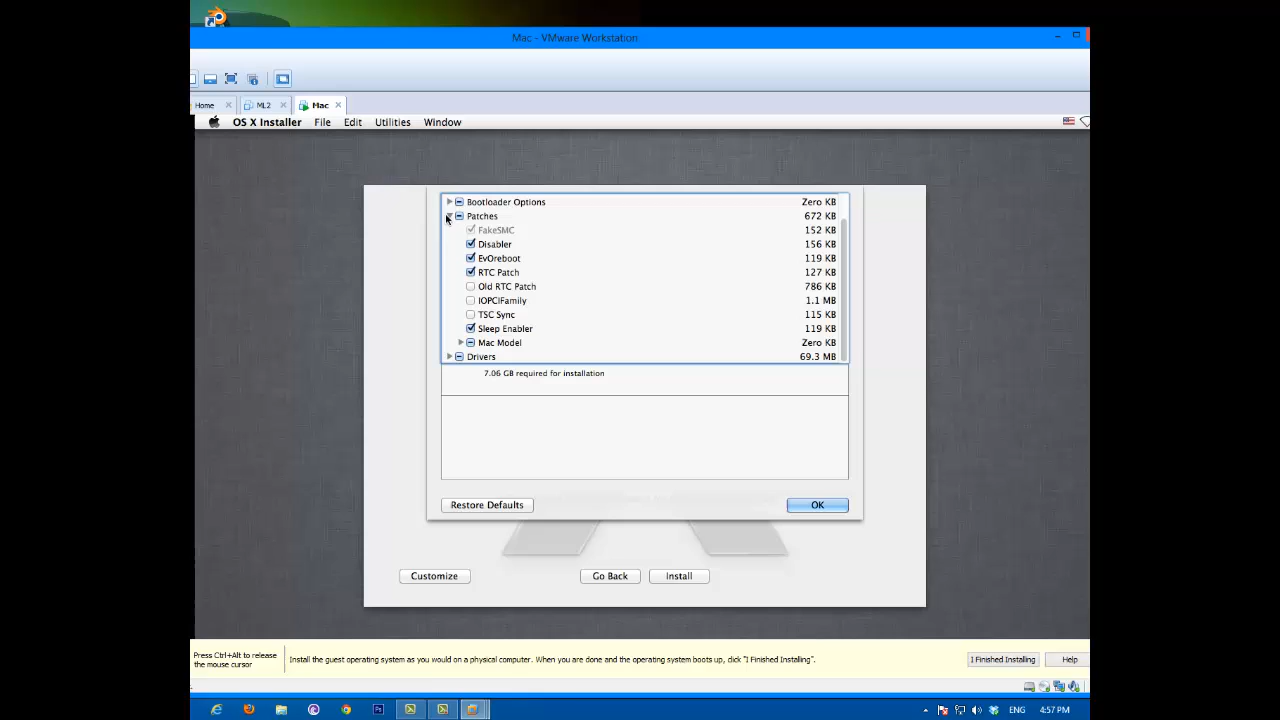 Mac - VMware Workstation
Home
ML2
Mac
OS X Installer File Edit Utilities Window
Bootloader Options Zero KB
Patches 672 KB
FakeSMC 152 KB
Disabler 156 KB
EvOreboot 119 KB
RTC Patch 127 KB
Old RTC Patch 786 KB
IOPCIFamily 1.1 MB
TSC Sync 115 KB
Sleep Enabler 119 KB
Mac Model Zero KB
Drivers 69.3 MB
7.06 GB required for installation
Restore Defaults OK
Customize Go Back Install
Press Ctrl+Alt to release
the mouse cursor
Install the guest operating system as you would on a physical computer. When you are done and the operating system boots up, click "I Finished Installing".
I Finished Installing Help
Ps
ENG 4:57 PM